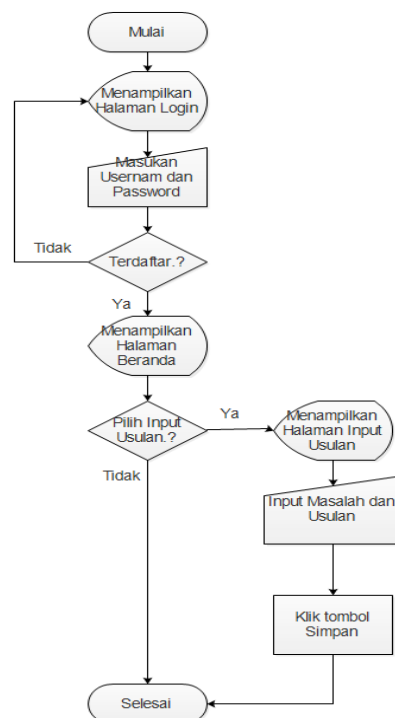 Mulai
Menampilkan
Halaman Login
Masukan
Usernam dan
Password
Tidak
Terdaftar.?
Ya
Menampilkan
Halaman
Beranda
Pilih Input
Usulan.?
Ya
Menampilkan
Halaman Input
Usulan
Tidak
Input Masalah dan
Usulan
Klik tombol
Simpan
Selesai